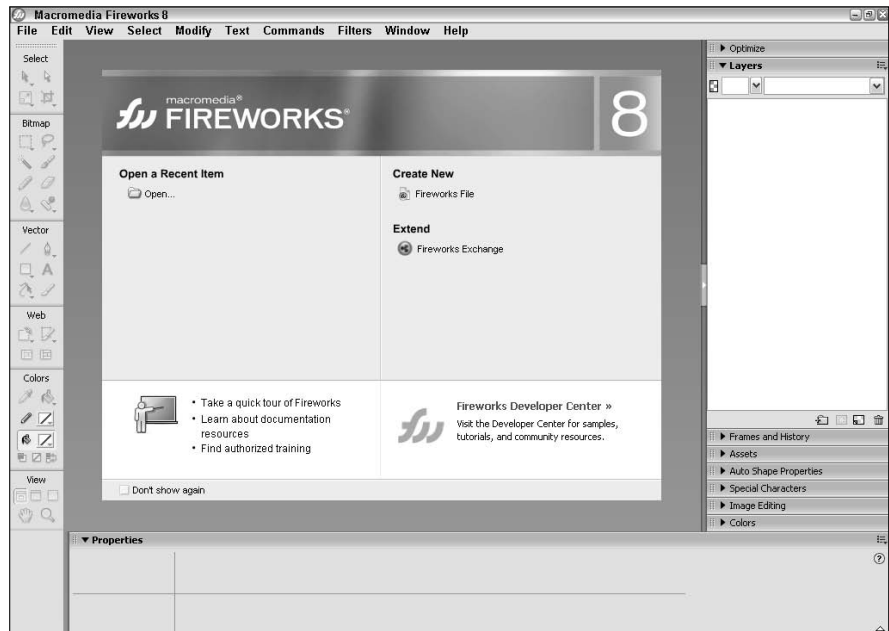 Macromedia Fireworks 8
File Edit View Select Modify Text Commands Filters Window Help
Select
Bitmap
Vector
Web
Colors
View
macromedia®
FIREWORKS®
8
Open a Recent Item
Open...
Create New
Fireworks File
Extend
Fireworks Exchange
• Take a quick tour of Fireworks
• Learn about documentation
resources
• Find authorized training
Fireworks Developer Center »
Visit the Developer Center for samples,
tutorials, and community resources.
Don't show again
Optimize
Layers
Frames and History
Assets
Auto Shape Properties
Special Characters
Image Editing
Colors
Properties